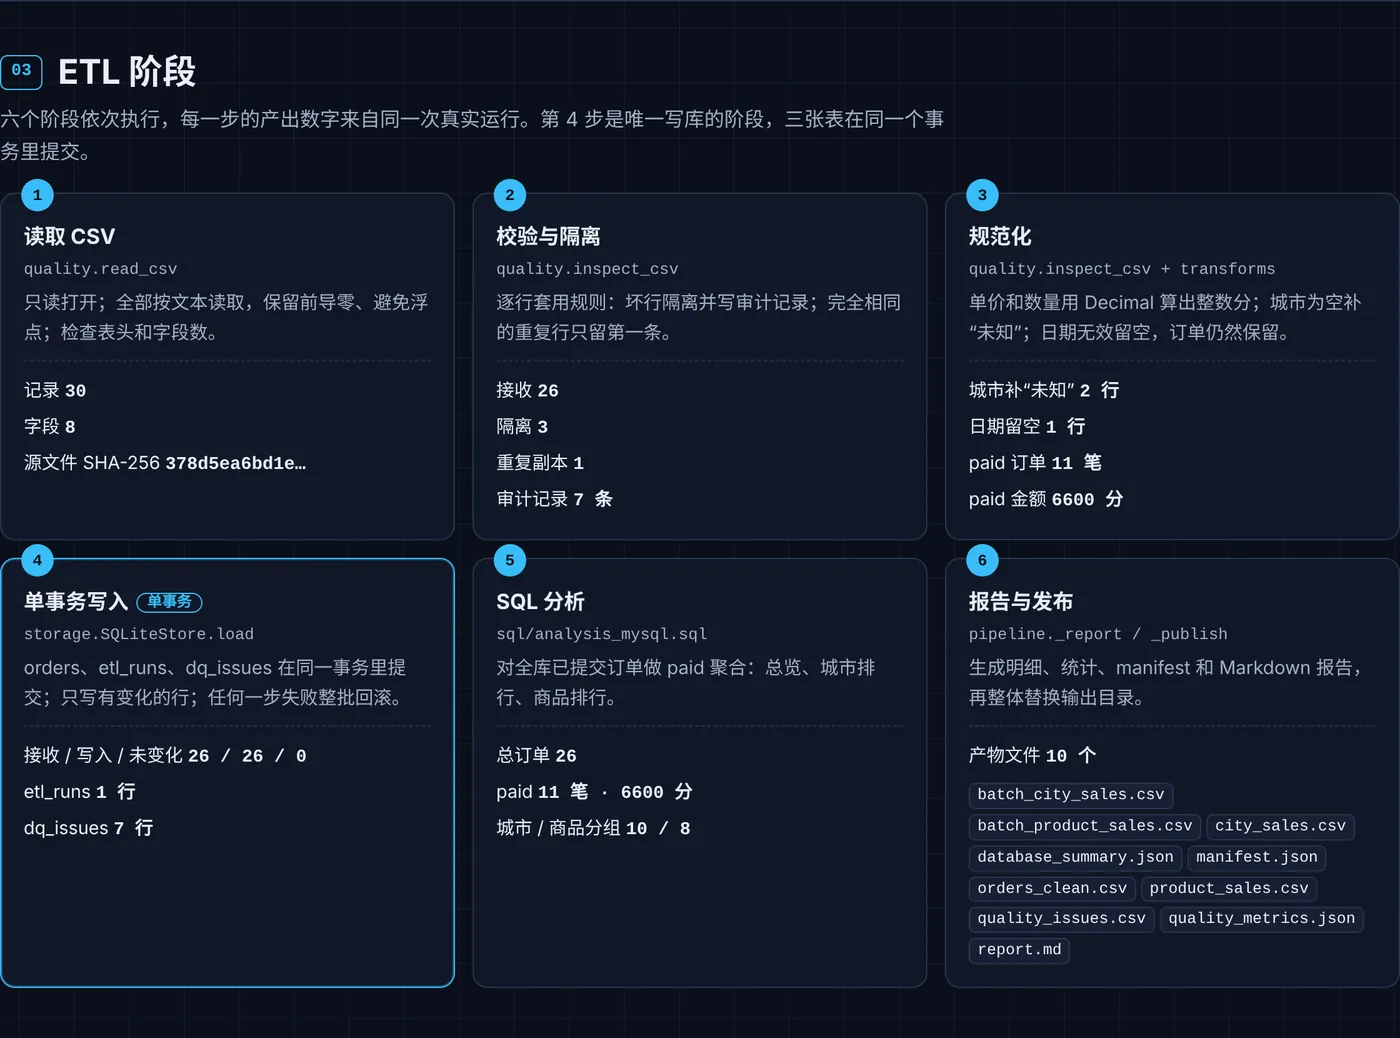 03 ETL 阶段
六个阶段依次执行，每一步的产出数字来自同一次真实运行。第 4 步是唯一写库的阶段，三张表在同一个事
务里提交。
1
读取 CSV
quality.read_csv
只读打开；全部按文本读取，保留前导零、避免浮
点；检查表头和字段数。
记录 30
字段 8
源文件 SHA-256 378d5ea6bd1e…
2
校验与隔离
quality.inspect_csv
逐行套用规则：坏行隔离并写审计记录；完全相同
的重复行只留第一条。
接收 26
隔离 3
重复副本 1
审计记录 7 条
3
规范化
quality.inspect_csv + transforms
单价和数量用 Decimal 算出整数分；城市为空补
“未知”；日期无效留空，订单仍然保留。
城市补“未知” 2 行
日期留空 1 行
paid 订单 11 笔
paid 金额 6600 分
4
单事务写入 单事务
storage.SQLiteStore.load
orders、etl_runs、dq_issues 在同一事务里提
交；只写有变化的行；任何一步失败整批回滚。
接收 / 写入 / 未变化 26 / 26 / 0
etl_runs 1 行
dq_issues 7 行
5
SQL 分析
sql/analysis_mysql.sql
对全库已提交订单做 paid 聚合：总览、城市排
行、商品排行。
总订单 26
paid 11 笔 · 6600 分
城市 / 商品分组 10 / 8
6
报告与发布
pipeline._report / _publish
生成明细、统计、manifest 和 Markdown 报告，
再整体替换输出目录。
产物文件 10 个
batch_city_sales.csv
batch_product_sales.csv city_sales.csv
database_summary.json manifest.json
orders_clean.csv product_sales.csv
quality_issues.csv quality_metrics.json
report.md